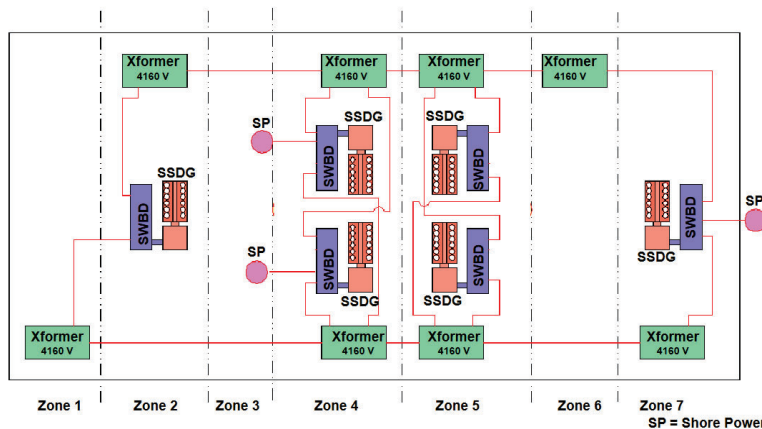 Xformer
4160 V
Xformer
4160 V
Xformer
4160 V
Xformer
4160 V
SP
SSDG
SWBD
SSDG
SWBD
SSDG
SWBD
SSDG
SWBD
SP
SP
SWBD
SSDG
SWBD
SSDG
SWBD
SSDG
Xformer
4160 V
Xformer
4160 V
Xformer
4160 V
Xformer
4160 V
Zone 1
Zone 2
Zone 3
Zone 4
Zone 5
Zone 6
Zone 7
SP = Shore Power